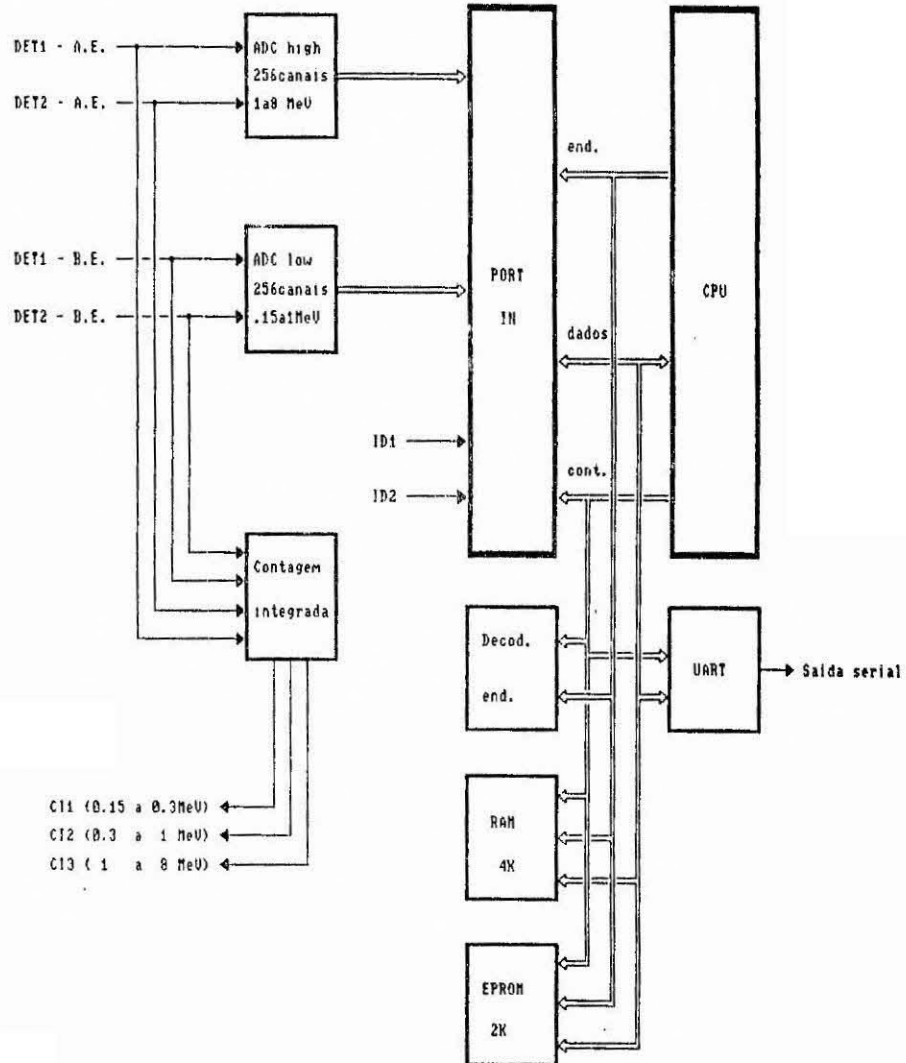 DET1 - A.E.
DET2 - A.E.
ADC high
256canais
1a8 MeV
DET1 - B.E.
DET2 - B.E.
ADC low
256canais
.15a1MeV
PORT
IN
CPU
end.
dados
cont.
ID1
ID2
Contagem
integrada
Decod.
end.
UART
Saida serial
CI1 (0.15 a 0.3MeV)
CI2 (0.3 a 1 MeV)
CI3 ( 1 a 8 MeV)
RAM
4K
EPROM
2K